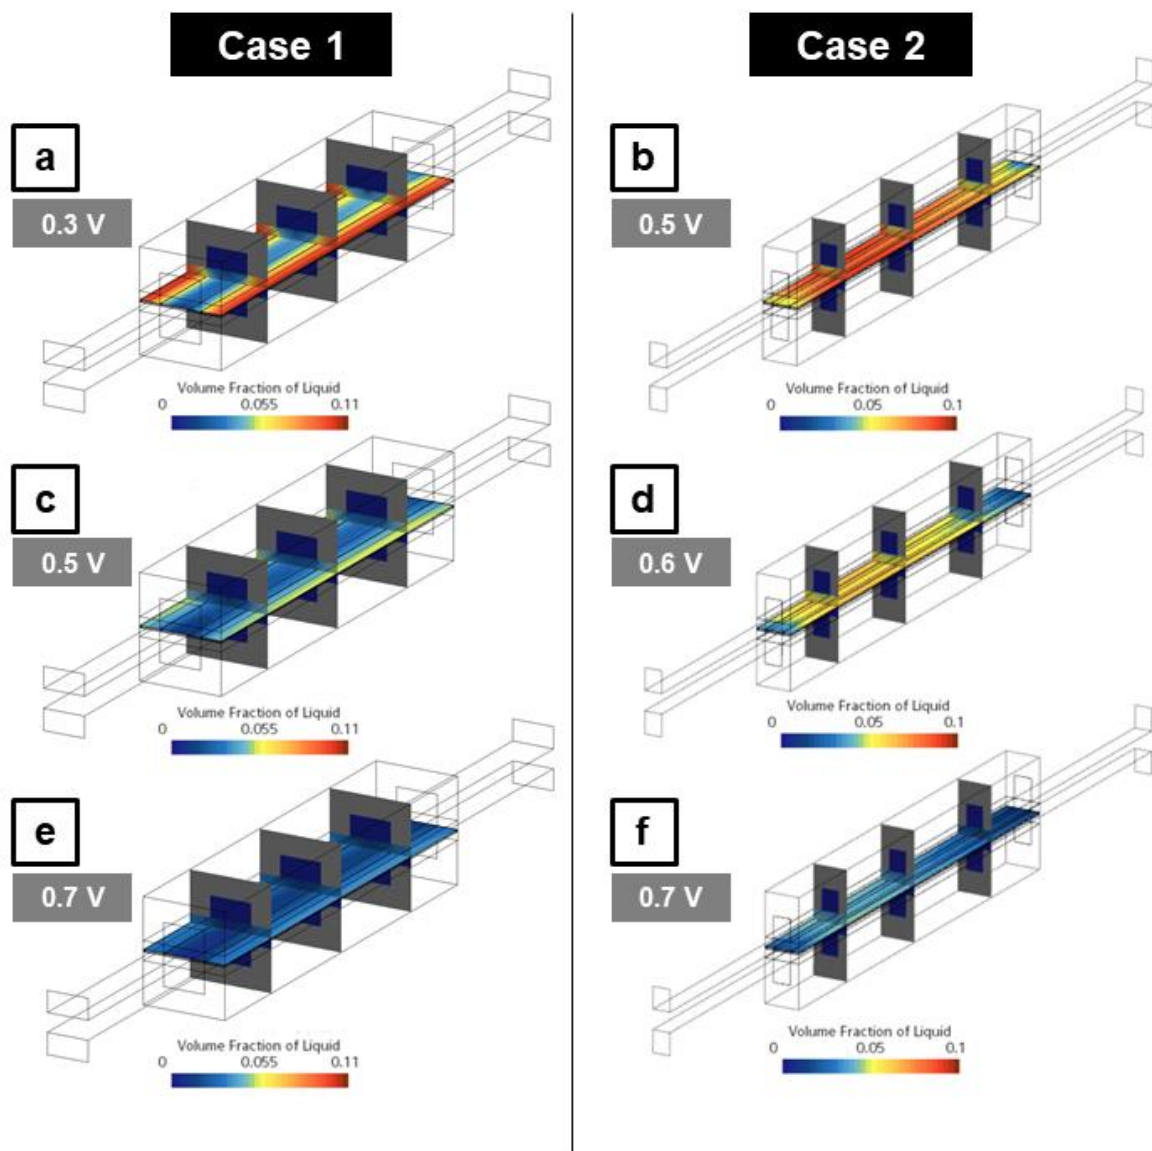 Case 1
Case 2
a
0.3 V
Volume Fraction of Liquid
0 0.055 0.11
b
0.5 V
Volume Fraction of Liquid
0 0.05 0.1
c
0.5 V
Volume Fraction of Liquid
0 0.055 0.11
d
0.6 V
Volume Fraction of Liquid
0 0.05 0.1
e
0.7 V
Volume Fraction of Liquid
0 0.055 0.11
f
0.7 V
Volume Fraction of Liquid
0 0.05 0.1